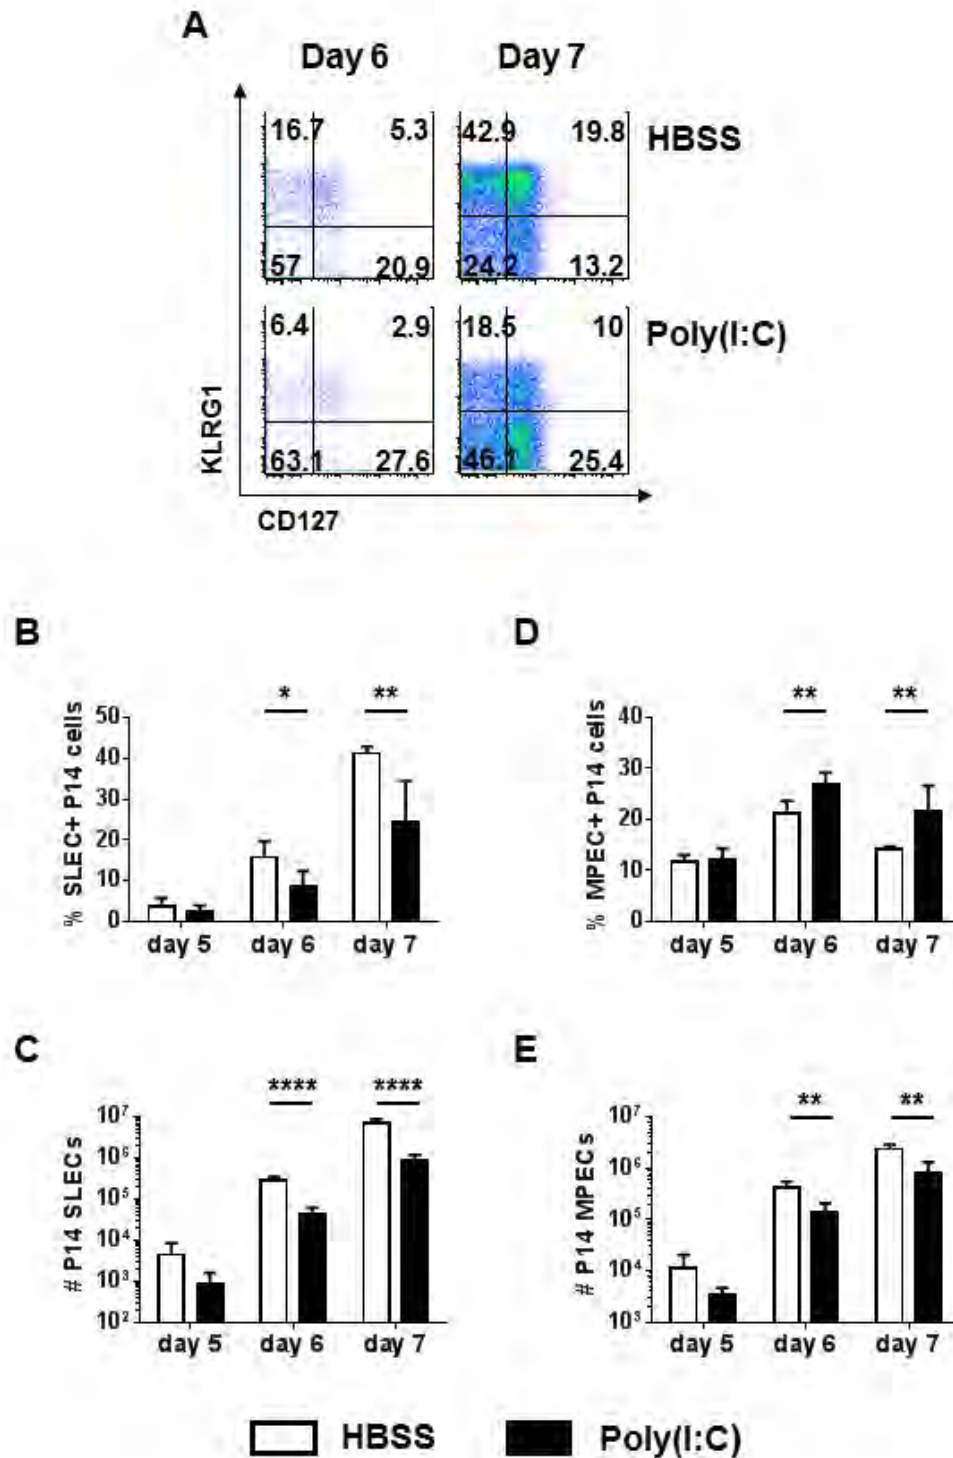 A
Day 6 Day 7
16.7 5.3 42.9 19.8 HBSS
57 20.9 24.2 13.2
6.4 2.9 18.5 10 Poly(I:C)
63.1 27.6 46.1 25.4
KLRG1
CD127
B
* **
% SLEC+ P14 cells
50
40
30
20
10
0
day 5 day 6 day 7
D
** **
% MPEC+ P14 cells
40
30
20
10
0
day 5 day 6 day 7
C
**** ****
# P14 SLECs
10⁷
10⁶
10⁵
10⁴
10³
10²
day 5 day 6 day 7
E
** **
# P14 MPECs
10⁷
10⁶
10⁵
10⁴
10³
day 5 day 6 day 7
HBSS Poly(I:C)